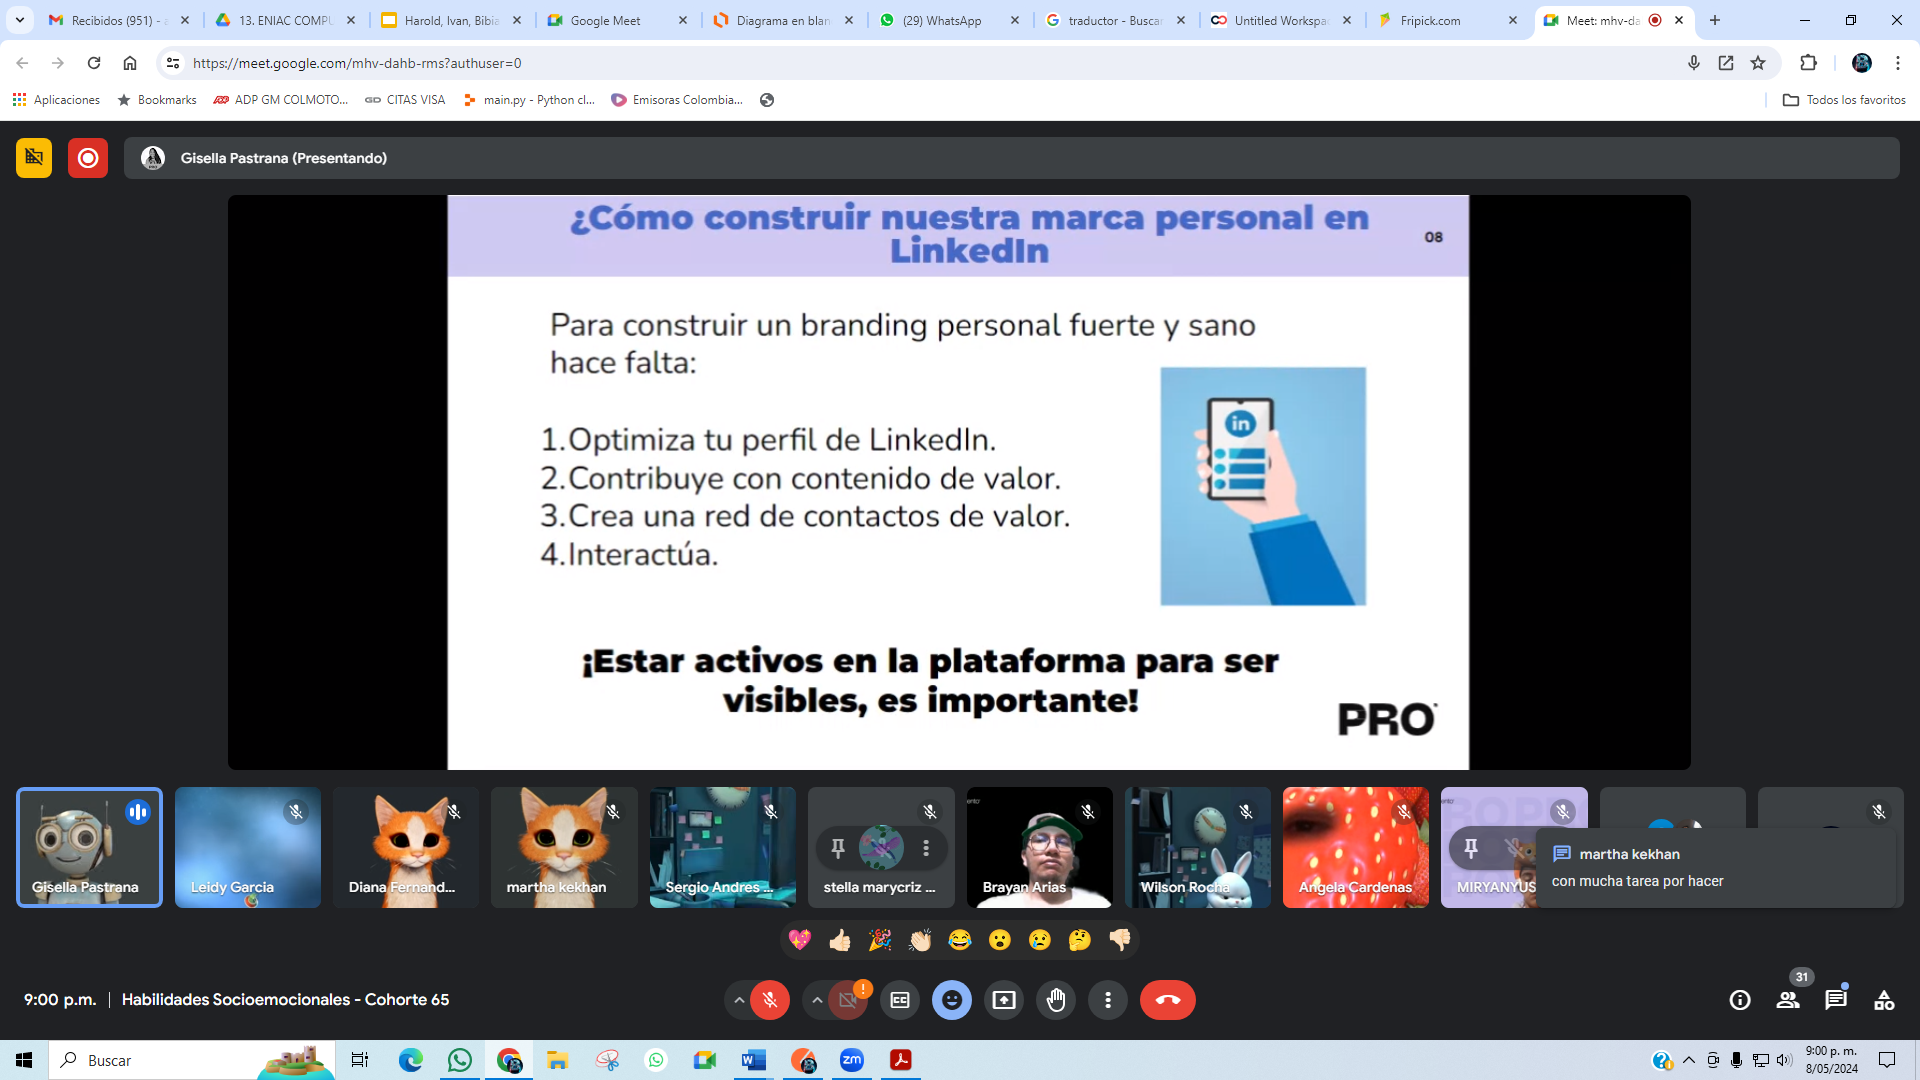 Recibidos (951) - a
13. ENIAC COMPU
Harold, Ivan, Bibia
Google Meet
Diagrama en blan
(29) WhatsApp
traductor - Buscar
Untitled Workspac
Fripick.com
Meet: mhv-da
https://meet.google.com/mhv-dahb-rms?authuser=0
Aplicaciones
Bookmarks
ADP GM COLMOTO...
CITAS VISA
main.py - Python cl...
Emisoras Colombia...
Todos los favoritos
Gisella Pastrana (Presentando)
¿Cómo construir nuestra marca personal en
LinkedIn
08
Para construir un branding personal fuerte y sano
hace falta:
1.Optimiza tu perfil de LinkedIn.
2.Contribuye con contenido de valor.
3.Crea una red de contactos de valor.
4.Interactúa.
in
¡Estar activos en la plataforma para ser
visibles, es importante!
PRO
Gisella Pastrana
Leidy Garcia
Diana Fernand...
martha kekhan
Sergio Andres ...
stella marycriz ...
Brayan Arias
Wilson Rocha
Angela Cardenas
MIRYANYUS
martha kekhan
con mucha tarea por hacer
9:00 p.m.
Habilidades Socioemocionales - Cohorte 65
31
Buscar
zm
9:00 p. m.
8/05/2024